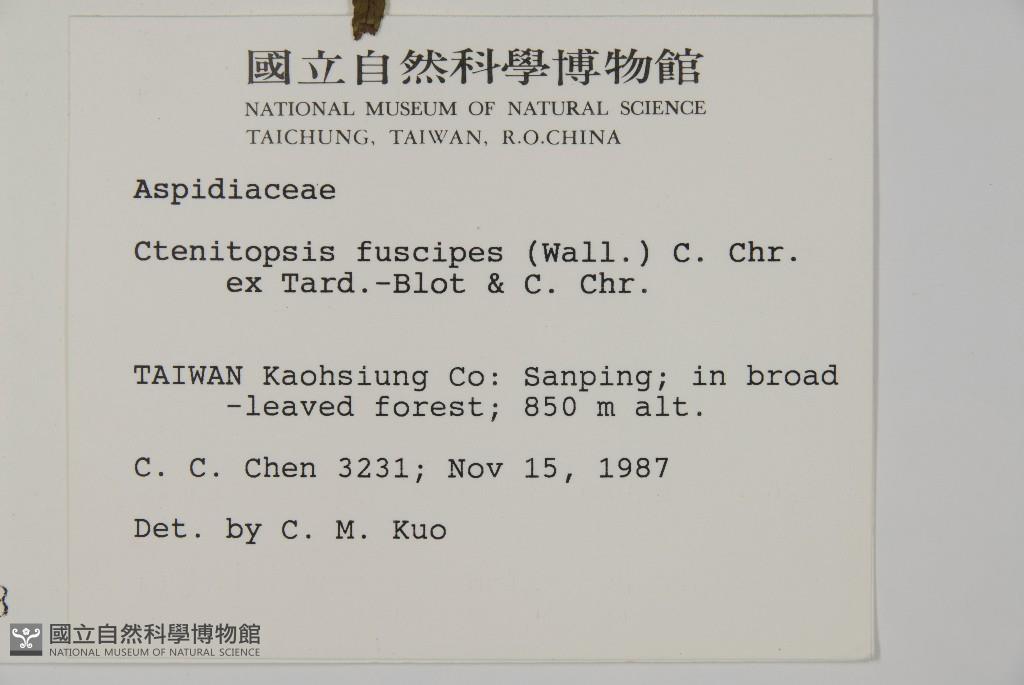 國立自然科學博物館
NATIONAL MUSEUM OF NATURAL SCIENCE
TAICHUNG, TAIWAN, R.O.CHINA
Aspidiaceae
Ctenitopsis fuscipes (Wall.) C. Chr.
ex Tard.-Blot & C. Chr.
TAIWAN Kaohsiung Co: Sanping; in broad
-leaved forest; 850 m alt.
C. C. Chen 3231; Nov 15, 1987
Det. by C. M. Kuo
國立自然科學博物館
NATIONAL MUSEUM OF NATURAL SCIENCE